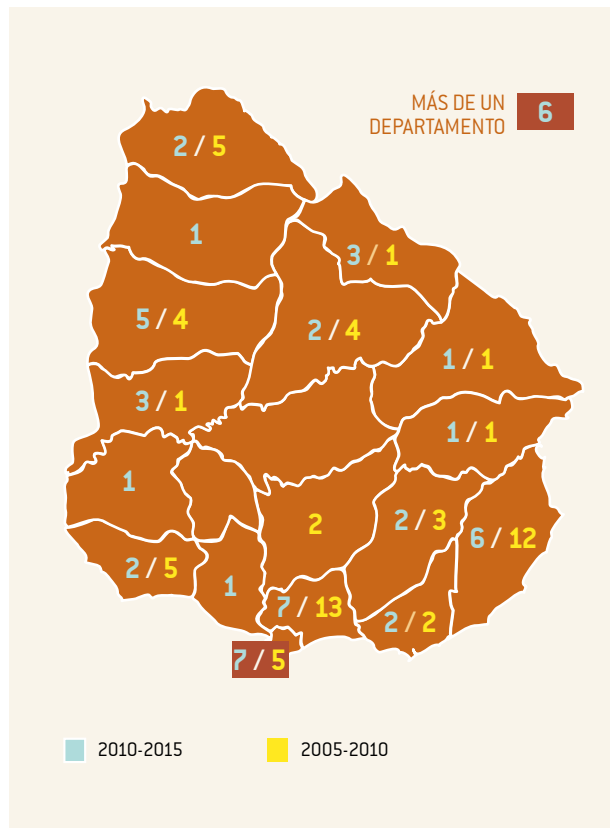 MÁS DE UN
DEPARTAMENTO
6
2 / 5
1
3 / 1
5 / 4
2 / 4
1 / 1
3 / 1
1 / 1
1
2
2 / 3
6 / 12
2 / 5
1
7 / 13
2 / 2
7 / 5
2010-2015
2005-2010